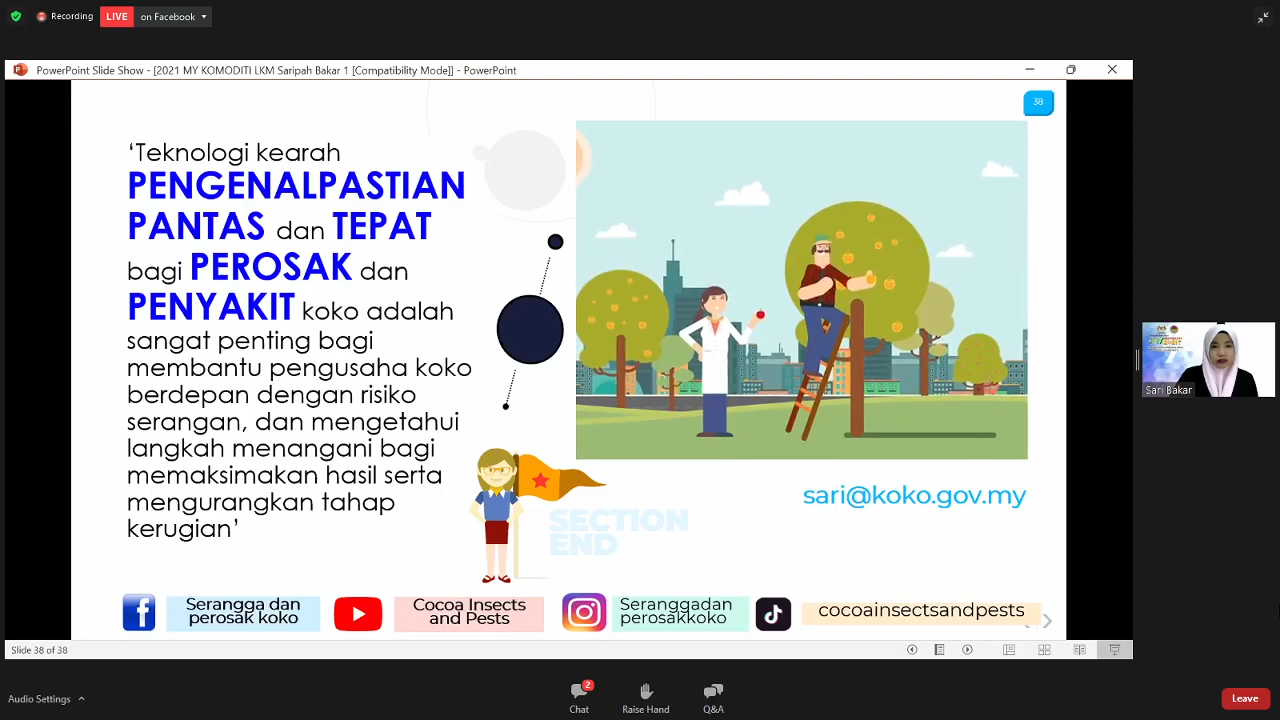 Recording
LIVE
on Facebook
PowerPoint Slide Show - [2021 MY KOMODITI LKM Saripah Bakar 1 [Compatibility Mode]] - PowerPoint
38
‘Teknologi kearah
PENGENALPASTIAN
PANTAS dan TEPAT
bagi PEROSAK dan
PENYAKIT koko adalah
sangat penting bagi
membantu pengusaha koko
berdepan dengan risiko
serangan, dan mengetahui
langkah menangani bagi
memaksimakan hasil serta
mengurangkan tahap
kerugian’
sari@koko.gov.my
SECTION
END
Serangga dan
perosak koko
Cocoa Insects
and Pests
Seranggadan
perosakkoko
cocoainsectsandpests
Sari Bakar
Slide 38 of 38
Audio Settings
2
Chat
Raise Hand
Q&A
Leave